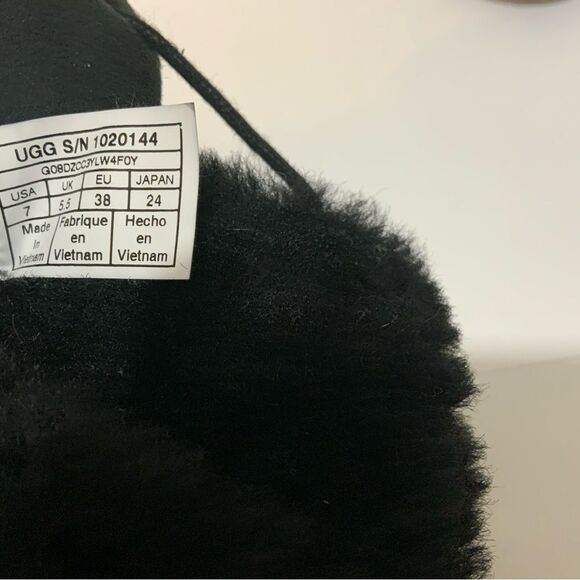 UGG S/N 1020144
G08DZCC3YLW4F0Y
USA UK EU JAPAN
7 5.5 38 24
Made Fabrique Hecho
In en en
Vietnam Vietnam Vietnam